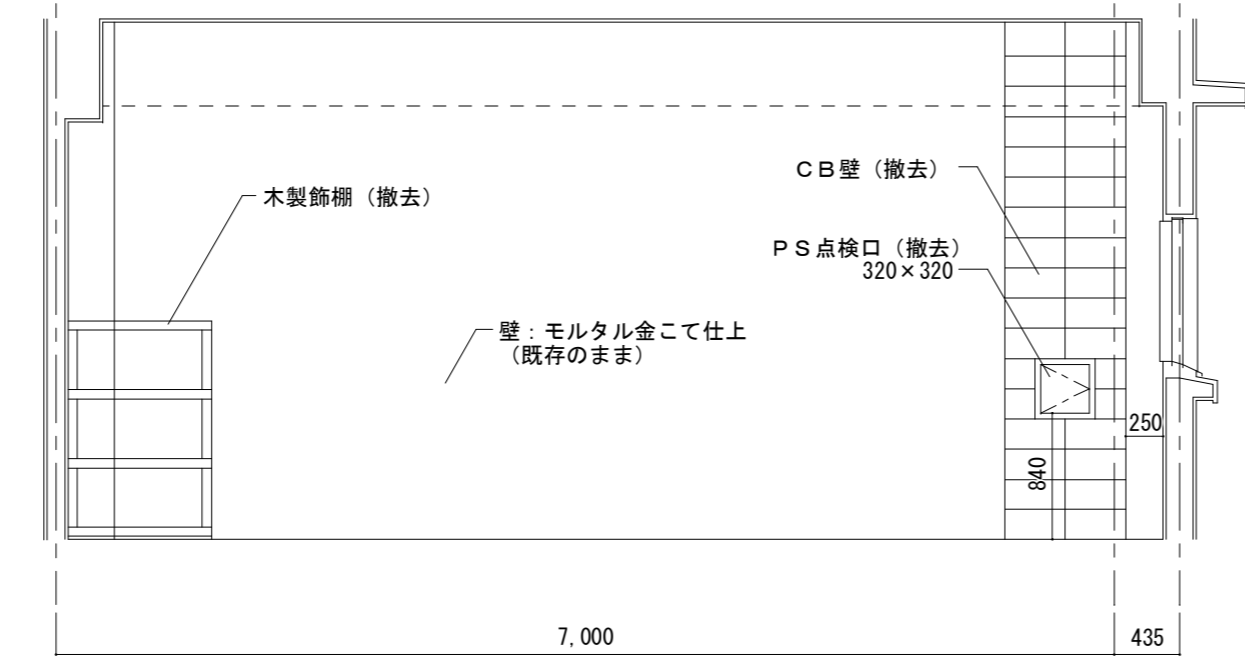 CB壁（撤去）
木製飾棚（撤去）
PS点検口（撤去）
320×320
壁：モルタル金こて仕上
（既存のまま）
250
840
7,000
435